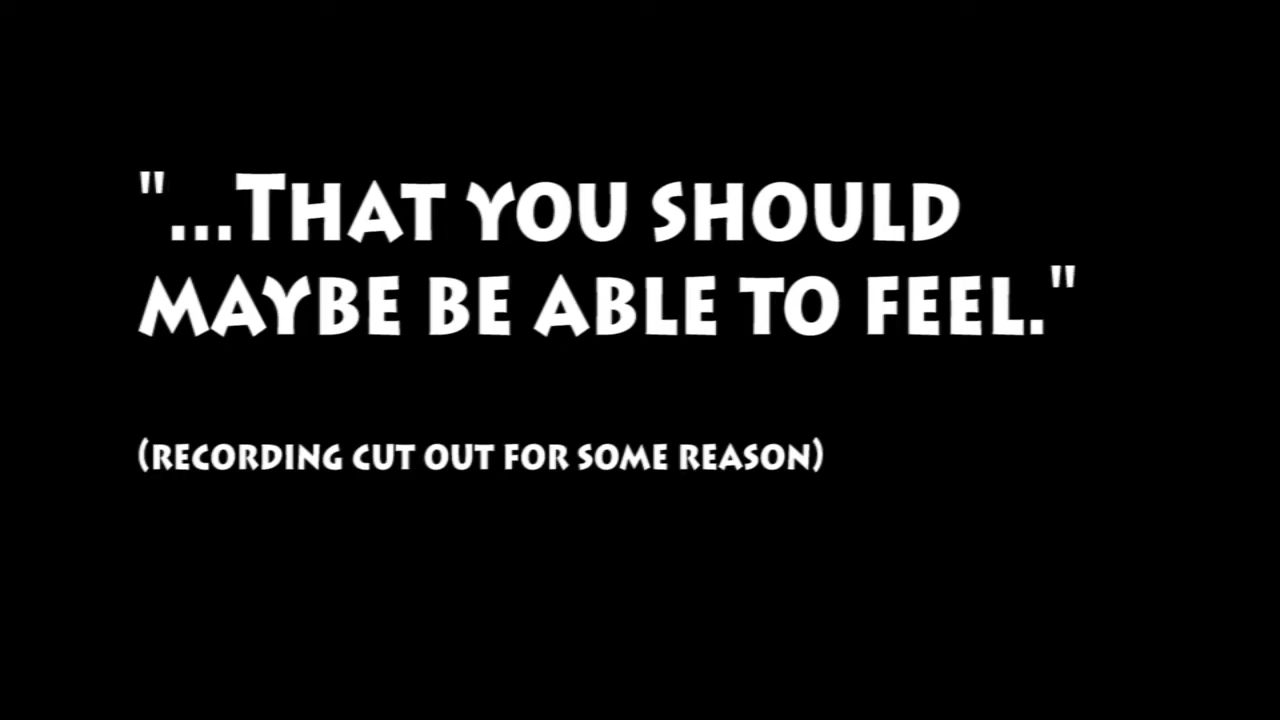 "...That you should
maybe be able to feel."
(recording cut out for some reason)